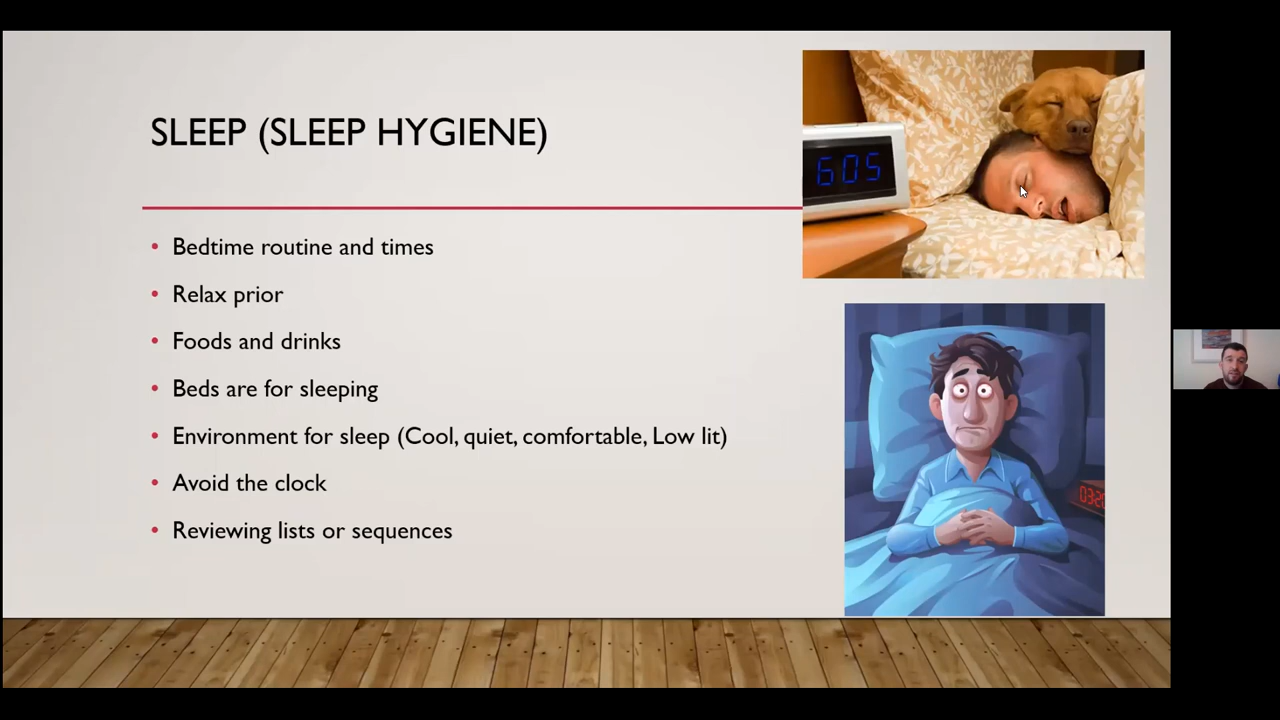 SLEEP (SLEEP HYGIENE)
605
• Bedtime routine and times
• Relax prior
• Foods and drinks
• Beds are for sleeping
• Environment for sleep (Cool, quiet, comfortable, Low lit)
• Avoid the clock
• Reviewing lists or sequences